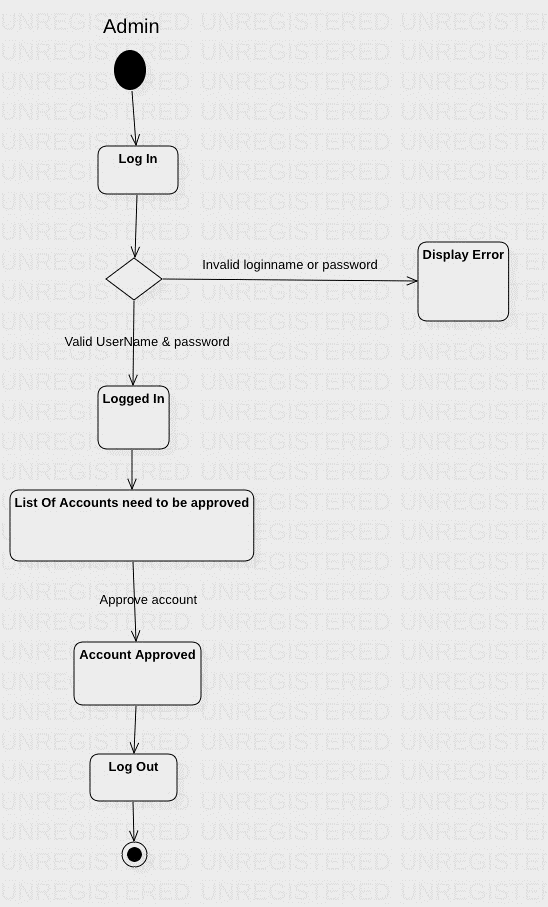 Admin
Log In
Invalid loginname or password
Display Error
Valid UserName & password
Logged In
List Of Accounts need to be approved
Approve account
Account Approved
Log Out
UNREGISTERED